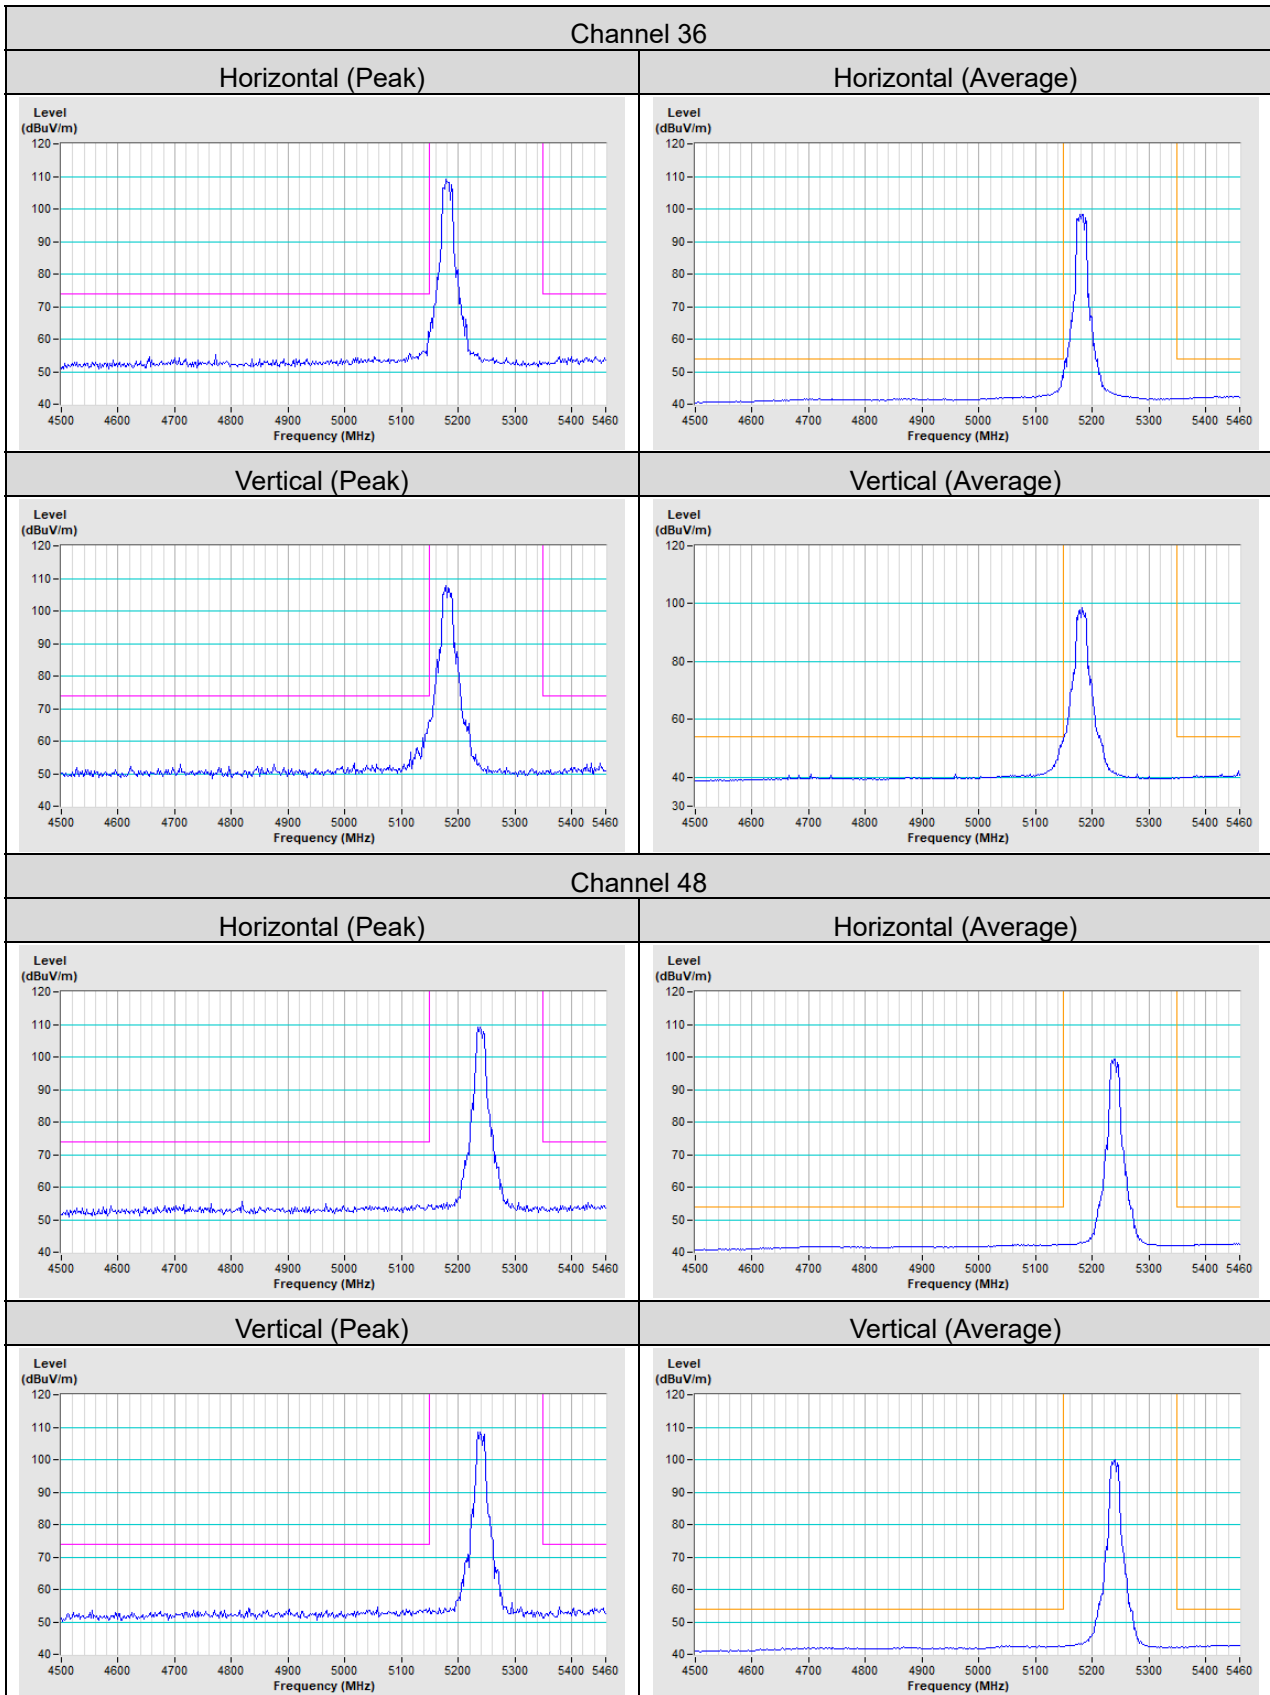 Channel 36
Horizontal (Peak) Horizontal (Average)
Level Level
(dBuV/m) (dBuV/m)
120 120
110 110
100 100
90 90
80 80
70 70
60 60
50 50
40 40
4500 4600 4700 4800 4900 5000 5100 5200 5300 5400 5460 4500 4600 4700 4800 4900 5000 5100 5200 5300 5400 5460
Frequency (MHz) Frequency (MHz)
Vertical (Peak) Vertical (Average)
Level Level
(dBuV/m) (dBuV/m)
120 120
110
100 100
90
80 80
70
60 60
50
40 40
30
4500 4600 4700 4800 4900 5000 5100 5200 5300 5400 5460 4500 4600 4700 4800 4900 5000 5100 5200 5300 5400 5460
Frequency (MHz) Frequency (MHz)
Channel 48
Horizontal (Peak) Horizontal (Average)
Level Level
(dBuV/m) (dBuV/m)
120 120
110 110
100 100
90 90
80 80
70 70
60 60
50 50
40 40
4500 4600 4700 4800 4900 5000 5100 5200 5300 5400 5460 4500 4600 4700 4800 4900 5000 5100 5200 5300 5400 5460
Frequency (MHz) Frequency (MHz)
Vertical (Peak) Vertical (Average)
Level Level
(dBuV/m) (dBuV/m)
120 120
110 110
100 100
90 90
80 80
70 70
60 60
50 50
40 40
4500 4600 4700 4800 4900 5000 5100 5200 5300 5400 5460 4500 4600 4700 4800 4900 5000 5100 5200 5300 5400 5460
Frequency (MHz) Frequency (MHz)